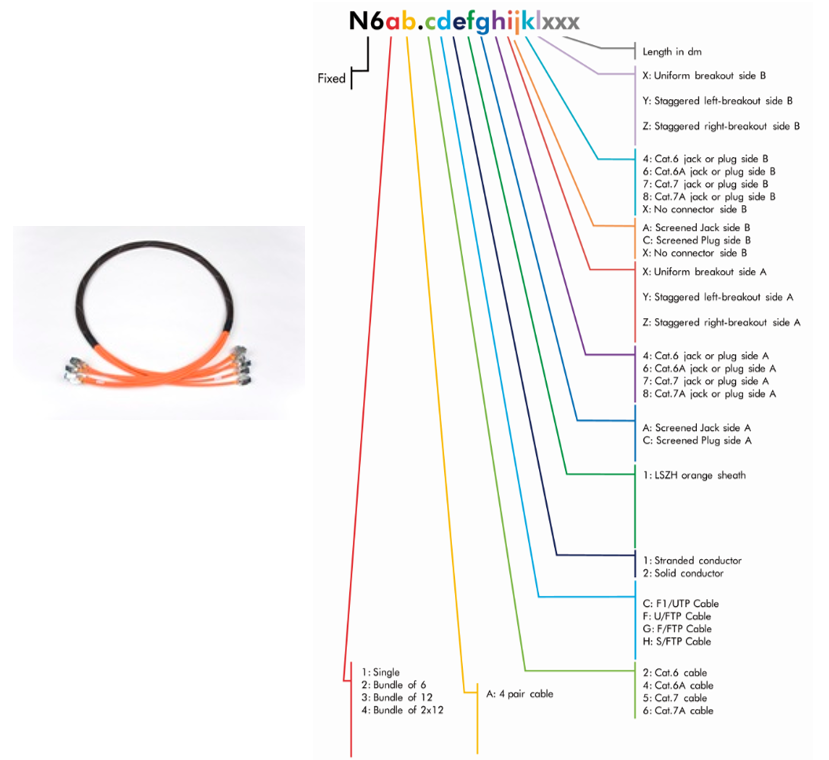 N6ab.cdefghijklxxx
Fixed
Length in dm
X: Uniform breakout side B
Y: Staggered left-breakout side B
Z: Staggered right-breakout side B
4: Cat.6 jack or plug side B
6: Cat.6A jack or plug side B
7: Cat.7 jack or plug side B
8: Cat.7A jack or plug side B
X: No connector side B
A: Screened Jack side B
C: Screened Plug side B
X: No connector side B
X: Uniform breakout side A
Y: Staggered left-breakout side A
Z: Staggered right-breakout side A
4: Cat.6 jack or plug side A
6: Cat.6A jack or plug side A
7: Cat.7 jack or plug side A
8: Cat.7A jack or plug side A
A: Screened Jack side A
C: Screened Plug side A
1: LSZH orange sheath
1: Stranded conductor
2: Solid conductor
C: F1/UTP Cable
F: U/FTP Cable
G: F/FTP Cable
H: S/FTP Cable
2: Cat.6 cable
4: Cat.6A cable
5: Cat.7 cable
6: Cat.7A cable
A: 4 pair cable
1: Single
2: Bundle of 6
3: Bundle of 12
4: Bundle of 2x12